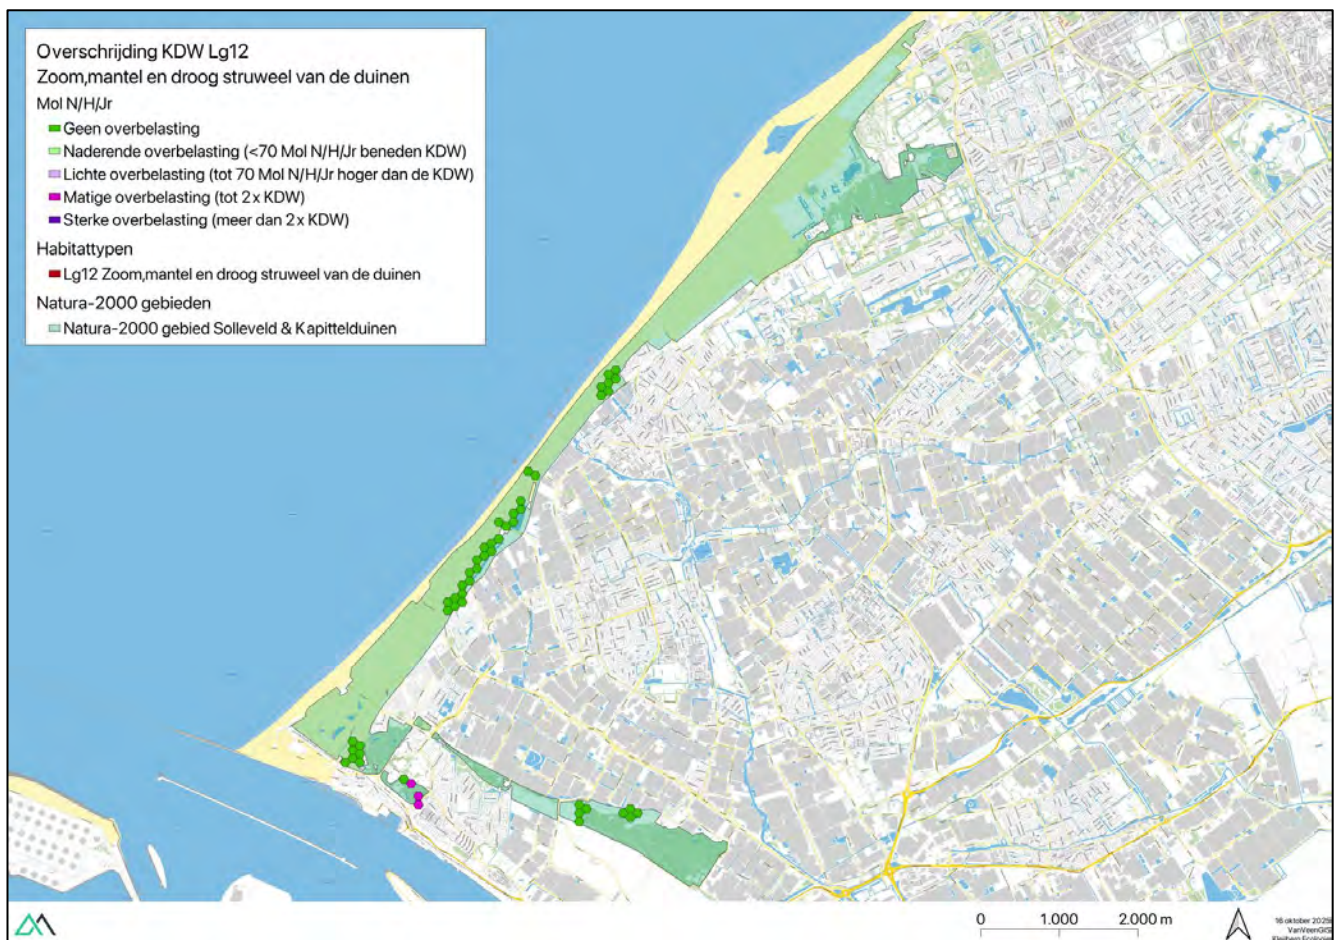 Overschrijding KDW Lg12
Zoom,mantel en droog struweel van de duinen
Mol N/H/Jr
Geen overbelasting
Naderende overbelasting (<70 Mol N/H/Jr beneden KDW)
Lichte overbelasting (tot 70 Mol N/H/Jr hoger dan de KDW)
Matige overbelasting (tot 2x KDW)
Sterke overbelasting (meer dan 2x KDW)
Habitattypen
Lg12 Zoom,mantel en droog struweel van de duinen
Natura-2000 gebieden
Natura-2000 gebied Solleveld & Kapittelduinen
0 1.000 2.000 m
16 oktober 2025
VanVeenGIS